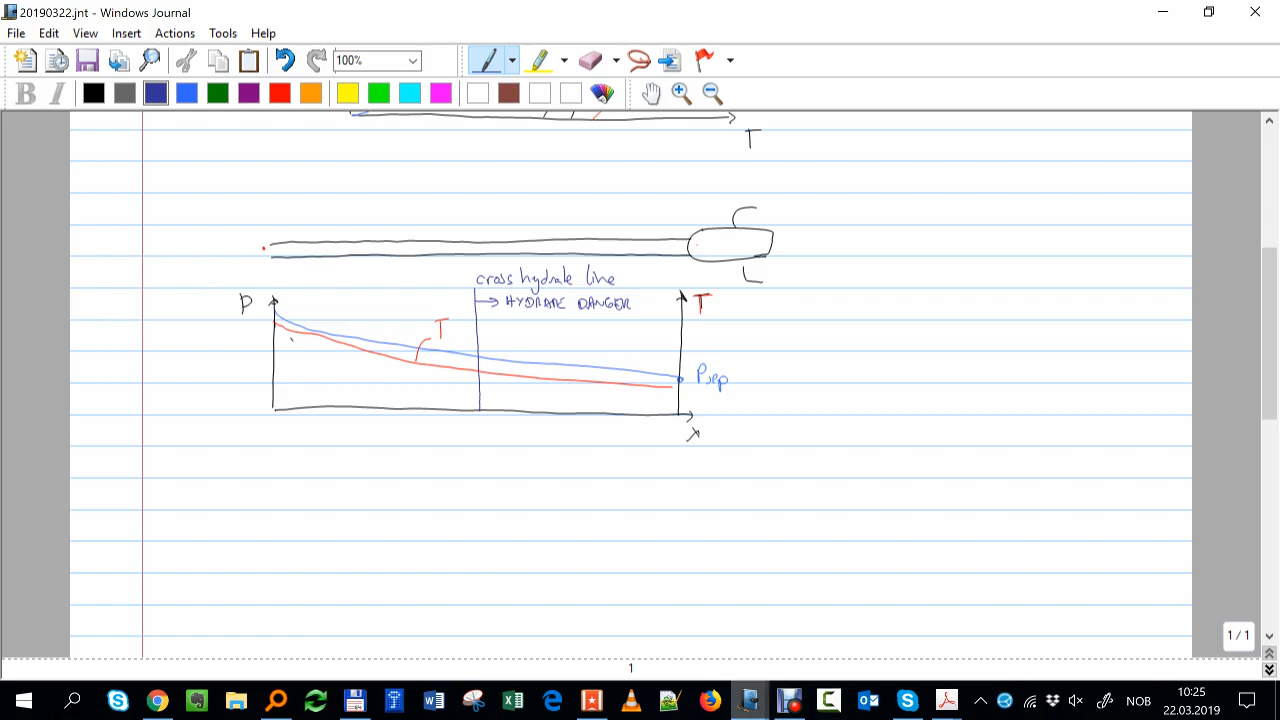 20190322.jnt - Windows Journal
File Edit View Insert Actions Tools Help
100%
B I
T
cross hydrate line
P HYDRATE DANGER T
T
Psep
x
1 / 1
1
NOB 10:25
22.03.2019